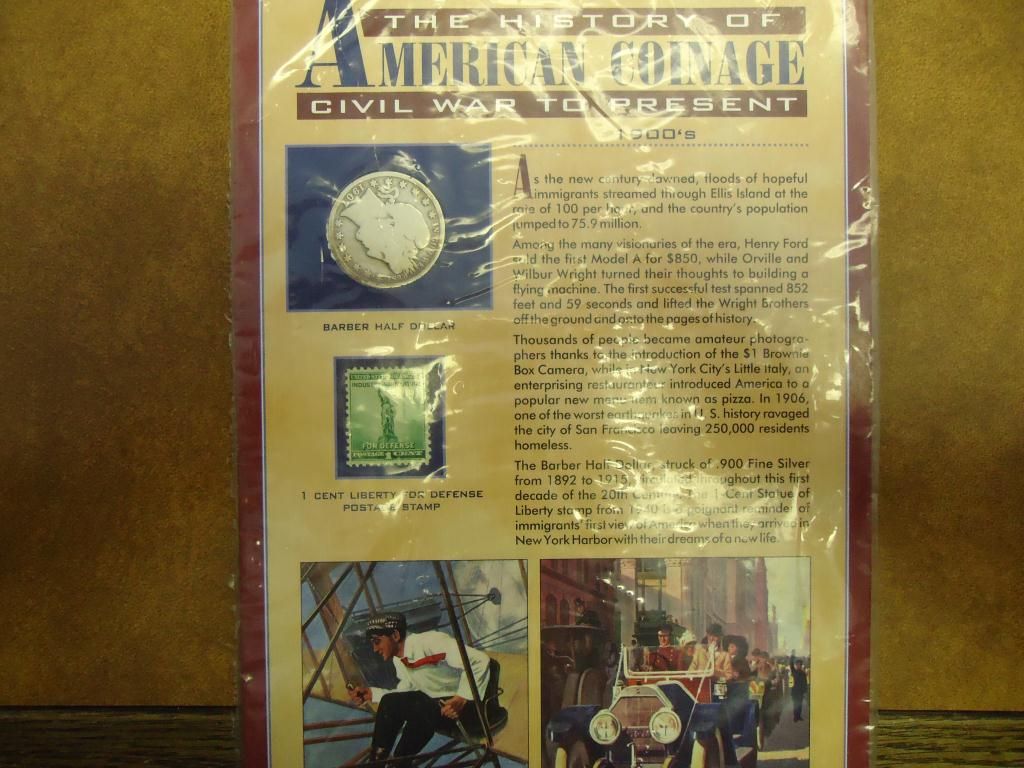 THE HISTORY OF
AMERICAN COINAGE
CIVIL WAR TO PRESENT
1900's
1901
BARBER HALF DOLLAR
INDUSTRY AGRICULTURE
FOR DEFENSE
POSTAGE 1 CENT
1 CENT LIBERTY FOR DEFENSE
POSTAGE STAMP
As the new century dawned, floods of hopeful
immigrants streamed through Ellis Island at the
rate of 100 per hour, and the country's population
jumped to 75.9 million.
Among the many visionaries of the era, Henry Ford
sold the first Model A for $850, while Orville and
Wilbur Wright turned their thoughts to building a
flying machine. The first successful test spanned 852
feet and 59 seconds and lifted the Wright Brothers
off the ground and onto the pages of history.
Thousands of people became amateur photogra-
phers thanks to the introduction of the $1 Brownie
Box Camera, while in New York City's Little Italy, an
enterprising restauranteur introduced America to a
popular new menu item known as pizza. In 1906,
one of the worst earthquakes in U.S. history ravaged
the city of San Francisco leaving 250,000 residents
homeless.
The Barber Half Dollar, struck of .900 Fine Silver
from 1892 to 1915, circulated throughout this first
decade of the 20th Century. The 1-Cent Statue of
Liberty stamp from 1940 is a poignant reminder of
immigrants' first view of America when they arrived in
New York Harbor with their dreams of a new life.